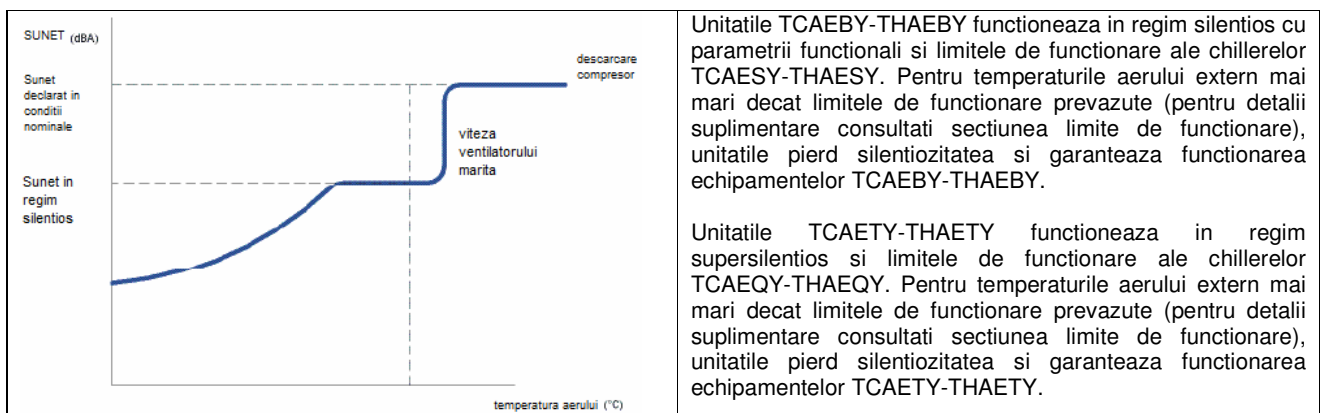 SUNET (dBA)
Sunet
declarat in
conditii
nominale
descarcare
compresor
viteza
ventilatorului
marita
Sunet in
regim
silentios
temperatura aerului (°C)
Unitatile TCAEBY-THAEBY functioneaza in regim silentios cu
parametrii functionali si limitele de functionare ale chillerelor
TCAESY-THAESY. Pentru temperaturile aerului extern mai
mari decat limitele de functionare prevazute (pentru detalii
suplimentare consultati sectiunea limite de functionare),
unitatile pierd silentiozitatea si garanteaza functionarea
echipamentelor TCAEBY-THAEBY.
Unitatile TCAETY-THAETY functioneaza in regim
supersilentios si limitele de functionare ale chillerelor
TCAEQY-THAEQY. Pentru temperaturile aerului extern mai
mari decat limitele de functionare prevazute (pentru detalii
suplimentare consultati sectiunea limite de functionare),
unitatile pierd silentiozitatea si garanteaza functionarea
echipamentelor TCAETY-THAETY.